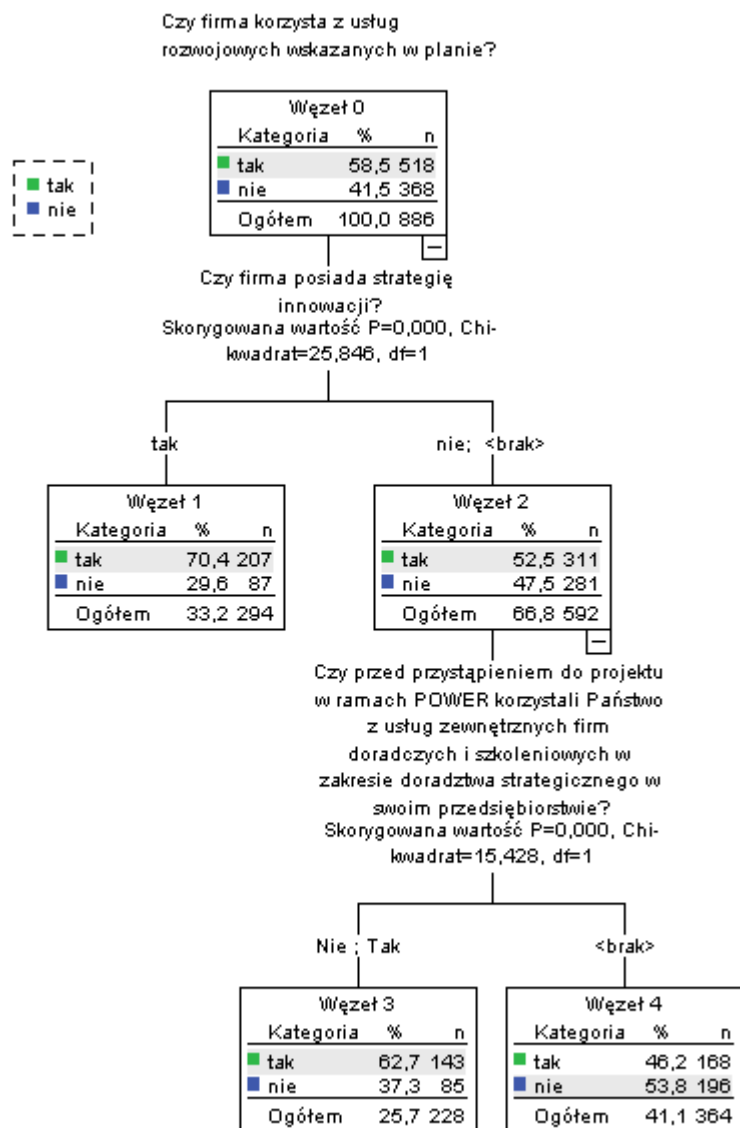 Czy firma korzysta z usług
rozwojowych wskazanych w planie?
Węzeł 0
Kategoria % n
tak 58,5 518
nie 41,5 368
Ogółem 100,0 886
tak
nie
Czy firma posiada strategię
innowacji?
Skorygowana wartość P=0,000, Chi-
kwadrat=25,846, df=1
tak
nie; <brak>
Węzeł 1
Kategoria % n
tak 70,4 207
nie 29,6 87
Ogółem 33,2 294
Węzeł 2
Kategoria % n
tak 52,5 311
nie 47,5 281
Ogółem 66,8 592
Czy przed przystąpieniem do projektu
w ramach POWER korzystali Państwo
z usług zewnętrznych firm
doradczych i szkoleniowych w
zakresie doradztwa strategicznego w
swoim przedsiębiorstwie?
Skorygowana wartość P=0,000, Chi-
kwadrat=15,428, df=1
Nie ; Tak
<brak>
Węzeł 3
Kategoria % n
tak 62,7 143
nie 37,3 85
Ogółem 25,7 228
Węzeł 4
Kategoria % n
tak 46,2 168
nie 53,8 196
Ogółem 41,1 364